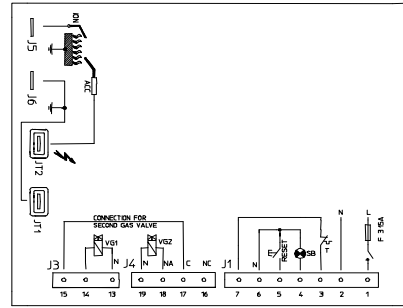 ION
J5
J6
ACC
JT2
JT1
CONNECTION FOR
SECOND GAS VALVE
VG1
VG2
N
L
F 3.15A
RESET
SB
T
J3
N
J4
N
NA
C
NC
J1
N
15
14
13
19
18
17
16
7
6
5
4
3
2
1